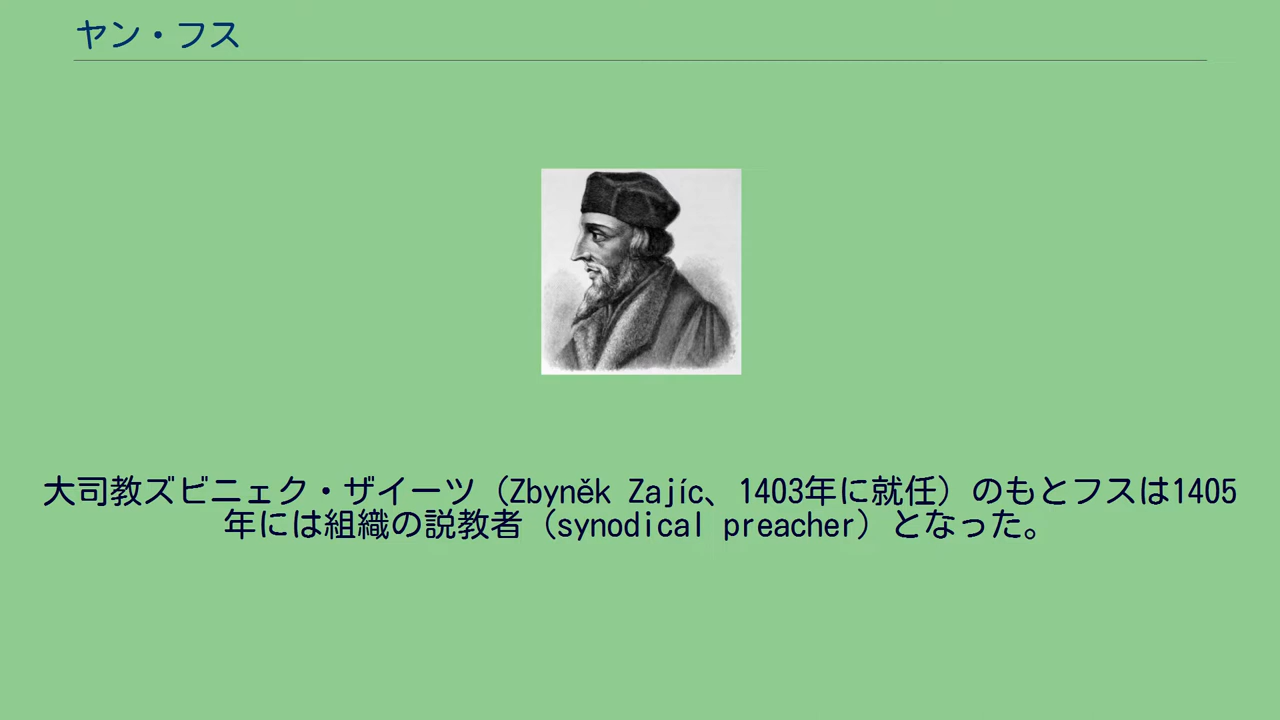 ヤン・フス
大司教ズビニェク・ザイーツ（Zbyněk Zajíc、1403年に就任）のもとフスは1405
年には組織の説教者（synodical preacher）となった。